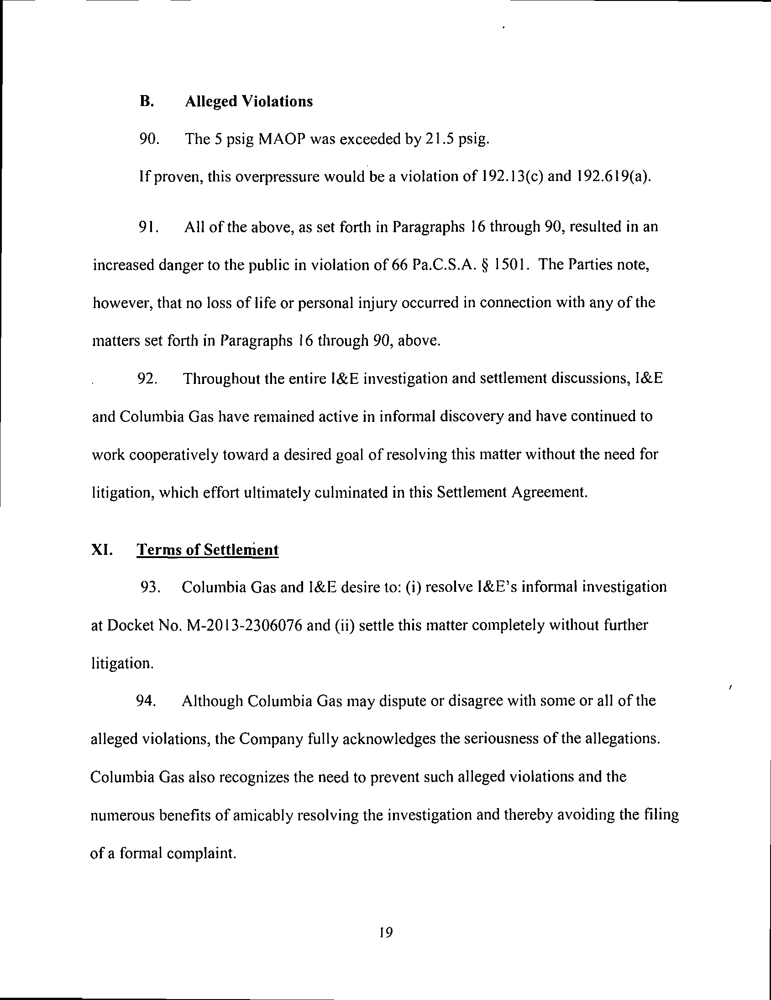 B. Alleged Violations
90. The 5 psig MAOP was exceeded by 21.5 psig.
If proven, this overpressure would be a violation of 192.13(c) and 192.619(a).
91. All of the above, as set forth in Paragraphs 16 through 90, resulted in an
increased danger to the public in violation of 66 Pa.C.S.A. § 1501. The Parties note,
however, that no loss of life or personal injury occurred in connection with any of the
matters set forth in Paragraphs 16 through 90, above.
92. Throughout the entire I&E investigation and settlement discussions, I&E
and Columbia Gas have remained active in informal discovery and have continued to
work cooperatively toward a desired goal of resolving this matter without the need for
litigation, which effort ultimately culminated in this Settlement Agreement.
XI. Terms of Settlement
93. Columbia Gas and I&E desire to: (i) resolve I&E's informal investigation
at Docket No. M-2013-2306076 and (ii) settle this matter completely without further
litigation.
94. Although Columbia Gas may dispute or disagree with some or all of the
alleged violations, the Company fully acknowledges the seriousness of the allegations.
Columbia Gas also recognizes the need to prevent such alleged violations and the
numerous benefits of amicably resolving the investigation and thereby avoiding the filing
of a formal complaint.
19